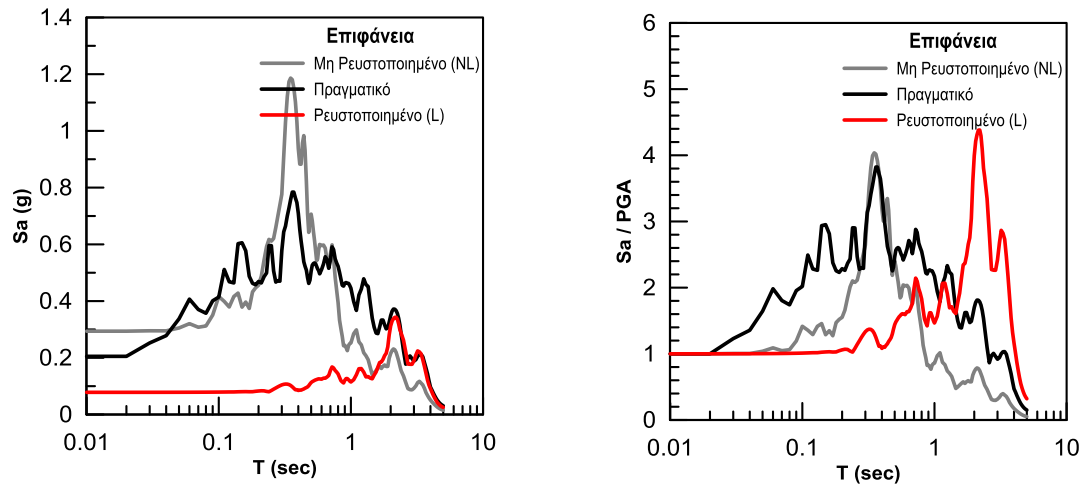 Sa (g)
1.4
1.2
1
0.8
0.6
0.4
0.2
0
0.01
0.1
1
10
T (sec)
Επιφάνεια
Μη Ρευστοποιημένο (NL)
Πραγματικό
Ρευστοποιημένο (L)
Sa / PGA
6
5
4
3
2
1
0
0.01
0.1
1
10
T (sec)
Επιφάνεια
Μη Ρευστοποιημένο (NL)
Πραγματικό
Ρευστοποιημένο (L)